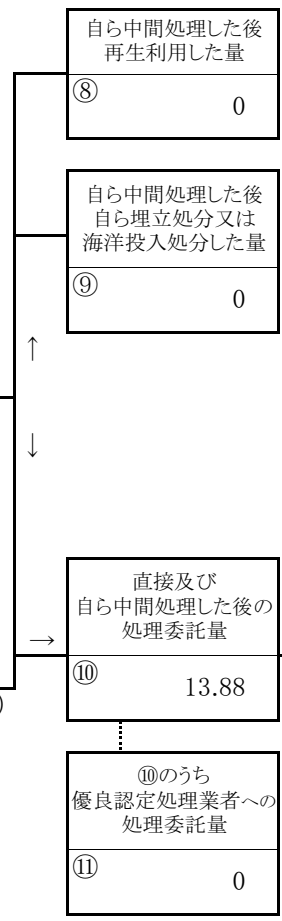 自ら中間処理した後
再生利用した量
⑧
0
自ら中間処理した後
自ら埋立処分又は
海洋投入処分した量
⑨
0
↑
↓
直接及び
自ら中間処理した後の
処理委託量
→
⑩
13.88
)
⑩のうち
優良認定処理業者への
処理委託量
⑪
0